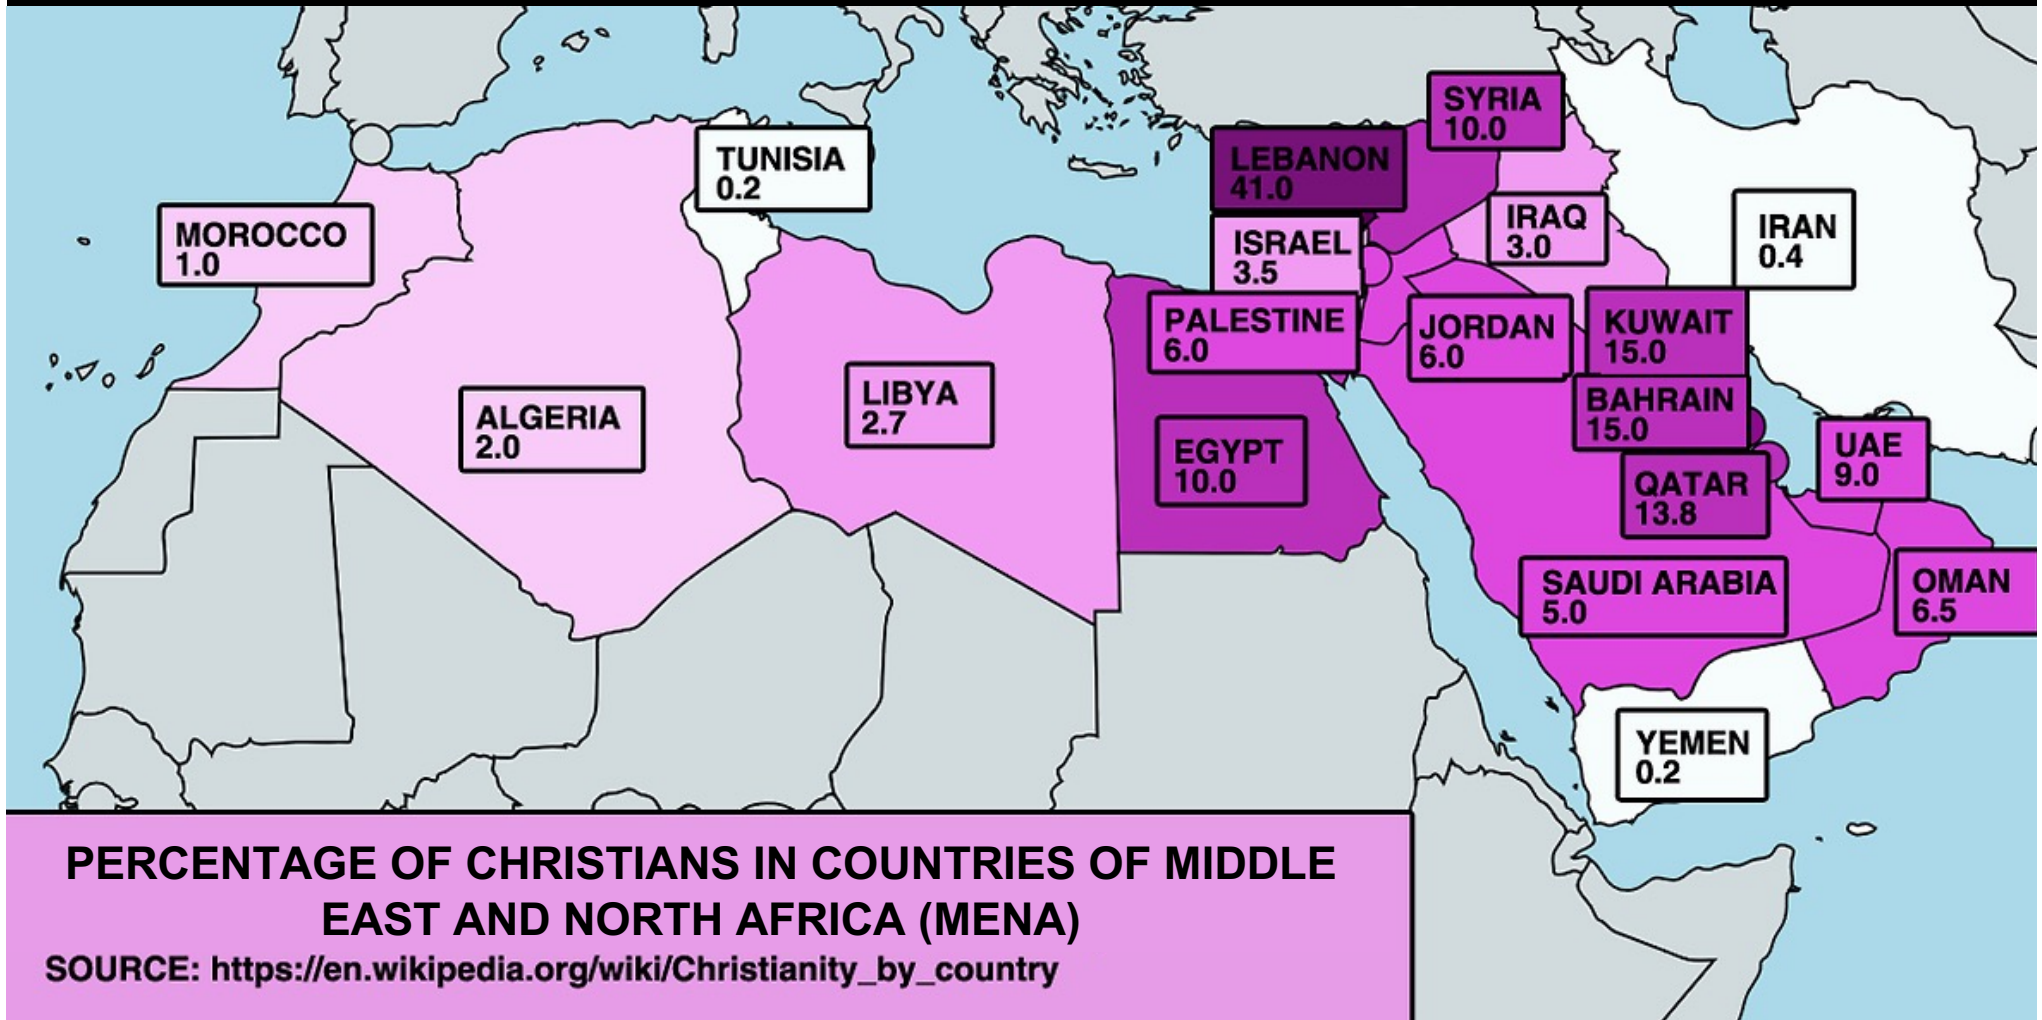 SYRIA
10.0
LEBANON
41.0
TUNISIA
0.2
MOROCCO
1.0
ISRAEL
3.5
IRAQ
3.0
IRAN
0.4
PALESTINE
6.0
JORDAN
6.0
KUWAIT
15.0
ALGERIA
2.0
LIBYA
2.7
BAHRAIN
15.0
EGYPT
10.0
UAE
9.0
QATAR
13.8
SAUDI ARABIA
5.0
OMAN
6.5
YEMEN
0.2
PERCENTAGE OF CHRISTIANS IN COUNTRIES OF MIDDLE
EAST AND NORTH AFRICA (MENA)
SOURCE: https://en.wikipedia.org/wiki/Christianity_by_country